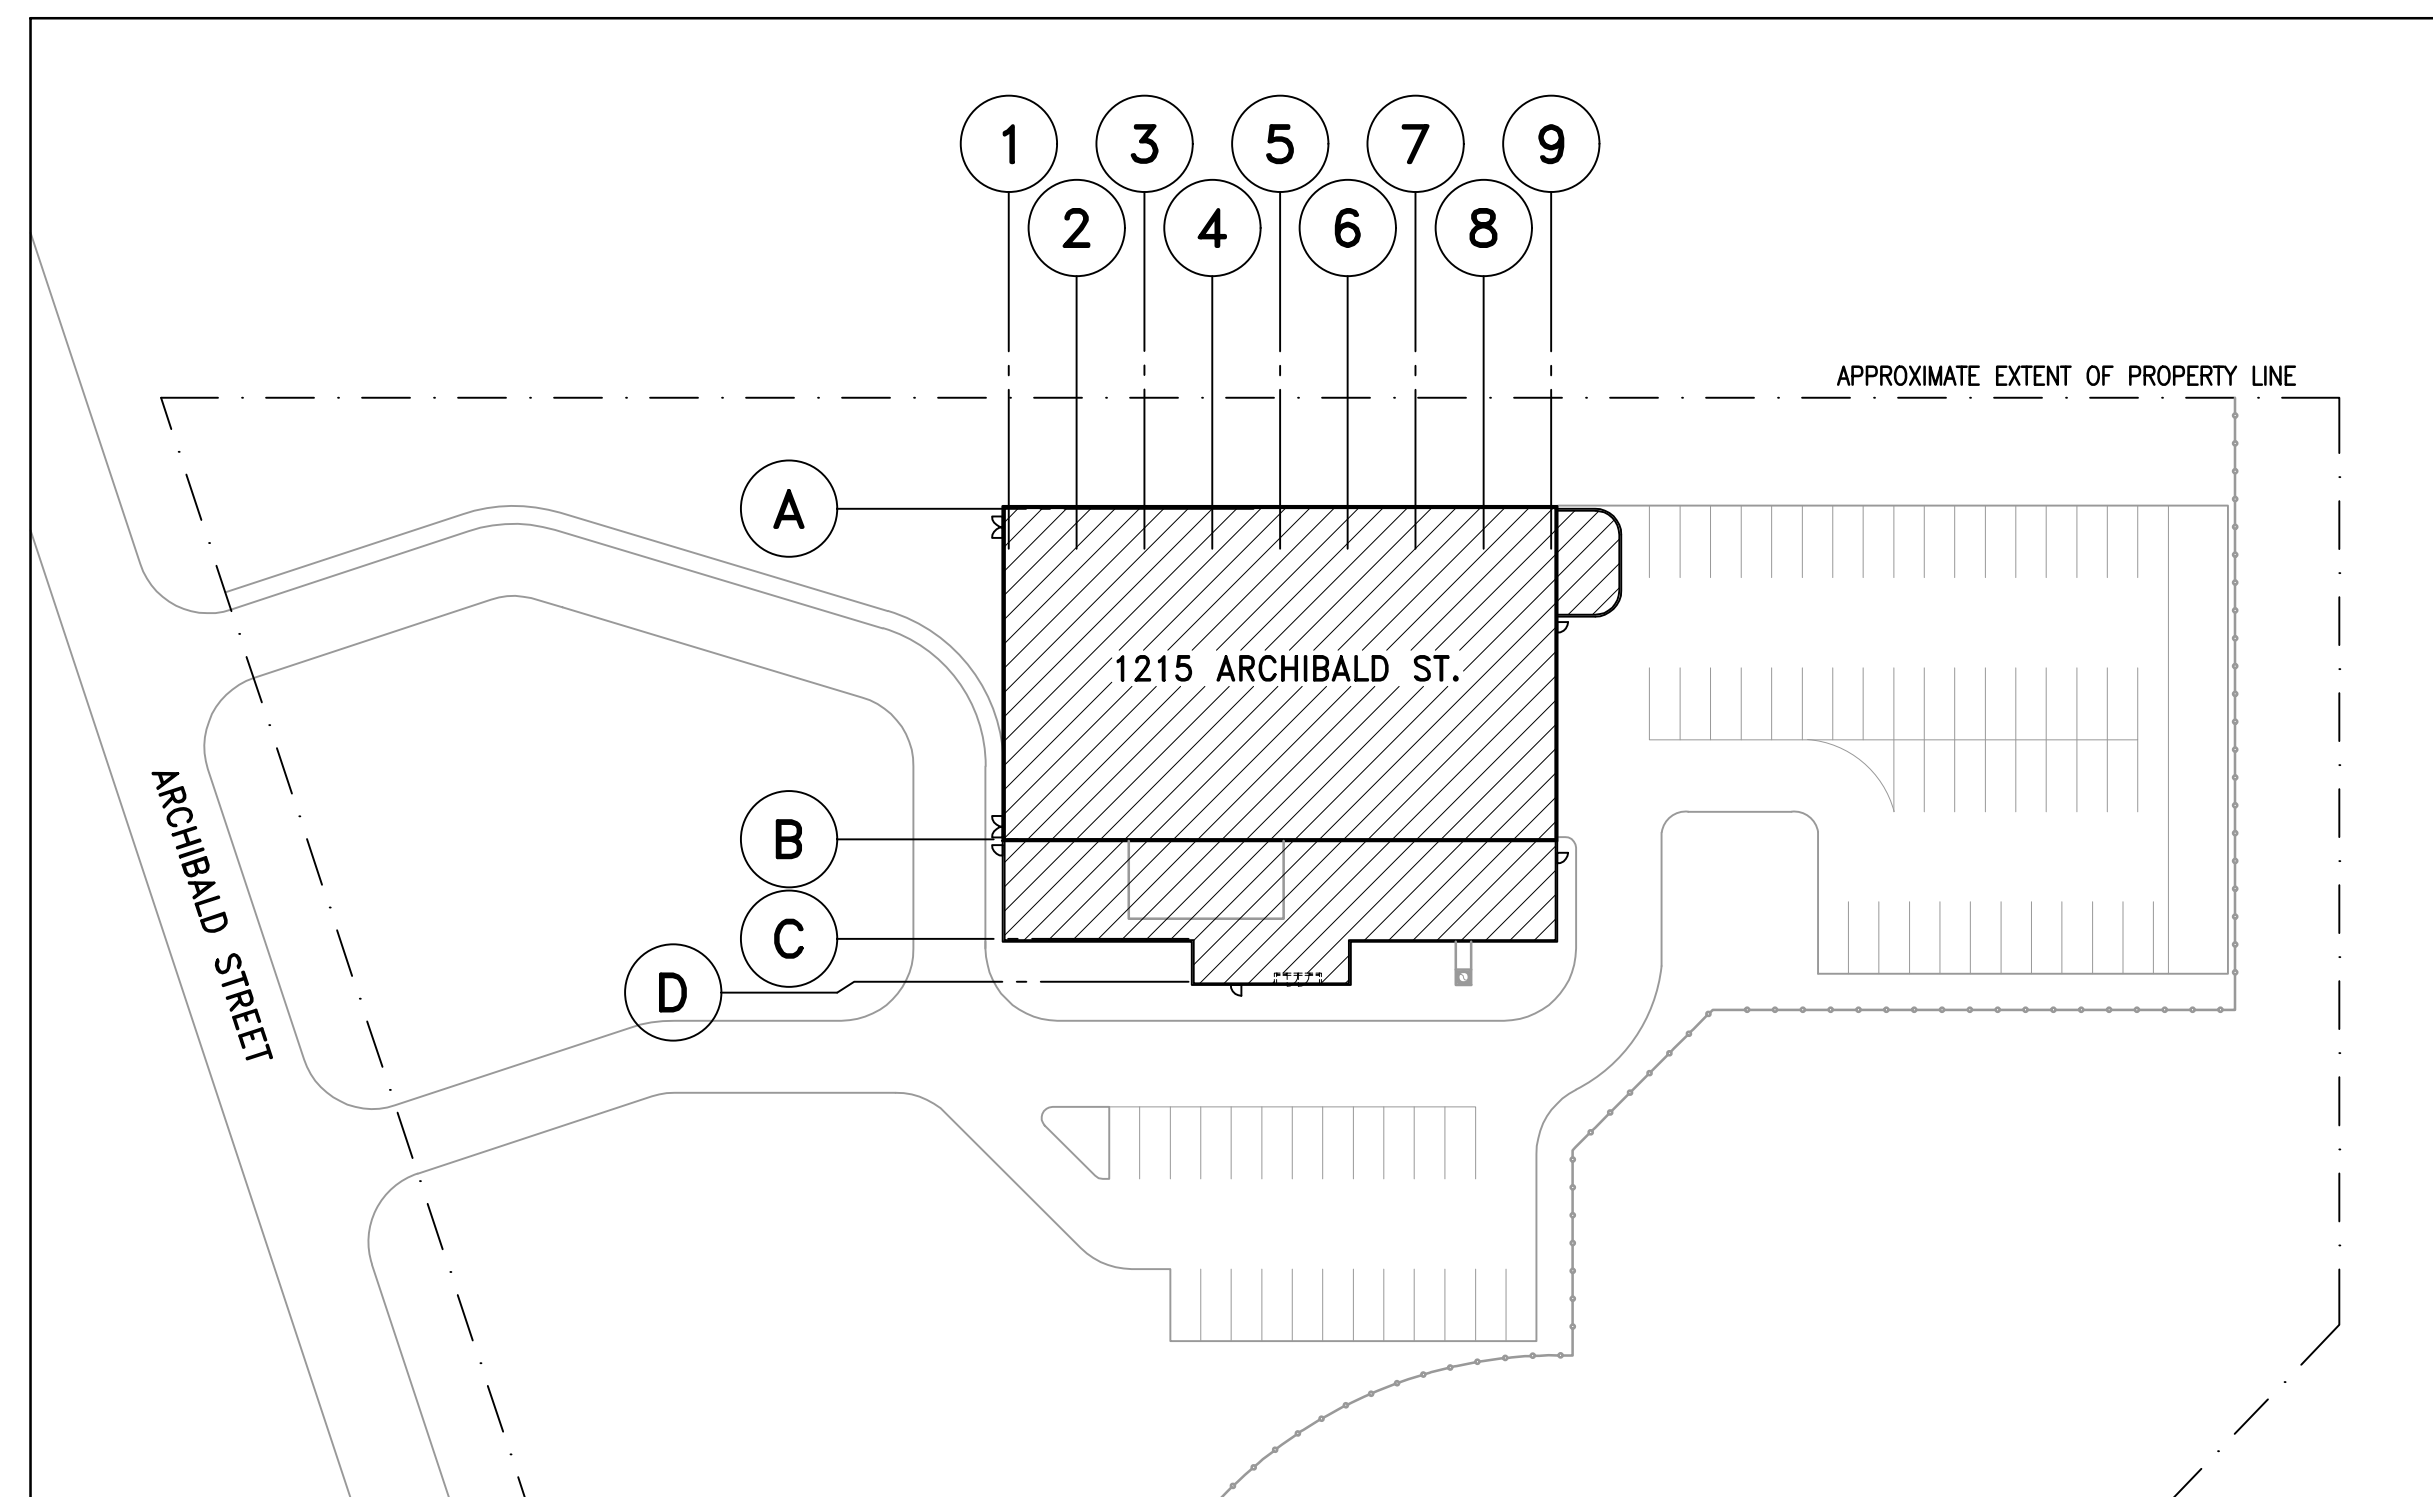 1
3
5
7
9
2
4
6
8
APPROXIMATE EXTENT OF PROPERTY LINE
A
1215 ARCHIBALD ST.
B
C
D
ARCHIBALD STREET